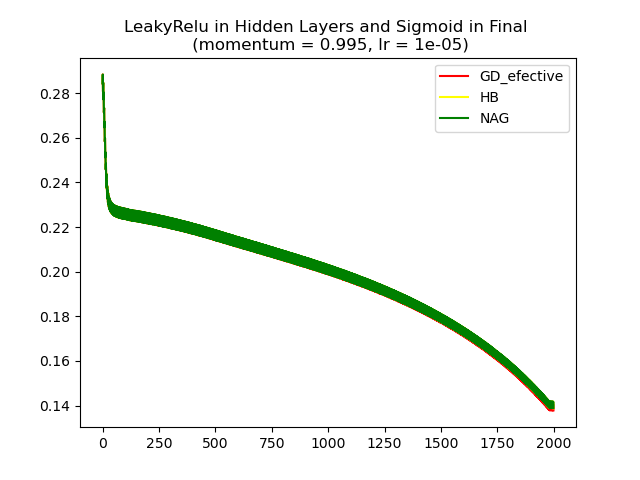 LeakyRelu in Hidden Layers and Sigmoid in Final
(momentum = 0.995, lr = 1e-05)
GD_efective
HB
NAG
0.28
0.26
0.24
0.22
0.20
0.18
0.16
0.14
0 250 500 750 1000 1250 1500 1750 2000